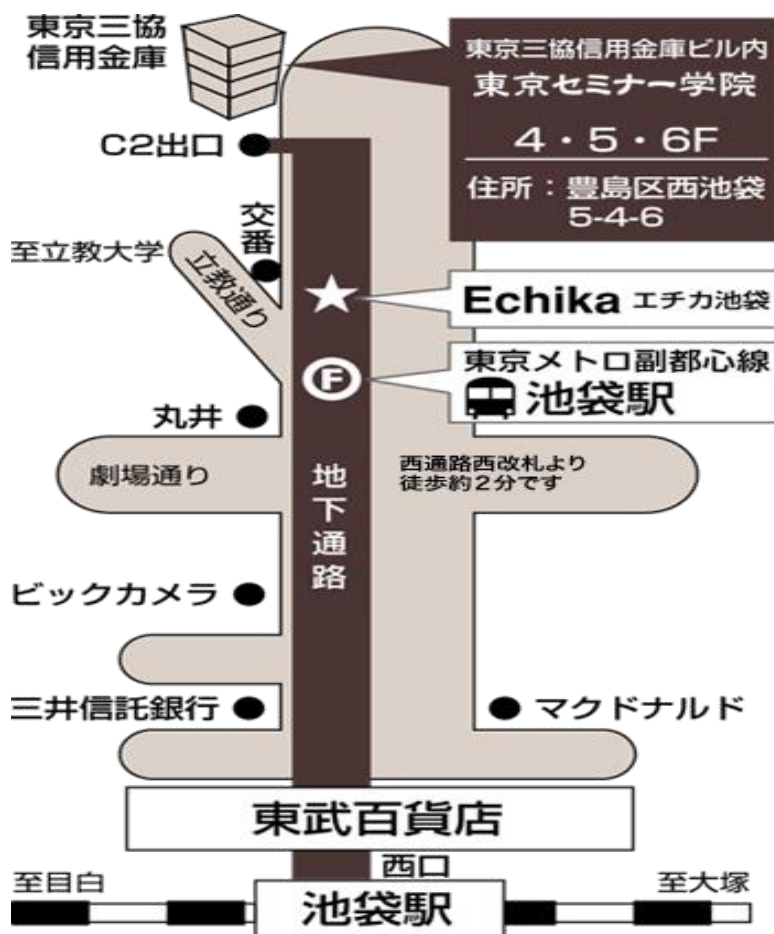 東京三協
信用金庫
東京三協信用金庫ビル内
東京セミナー学院
4・5・6F
住所：豊島区西池袋
5-4-6
C2出口
交番
至立教大学
立教通り
Echika エチカ池袋
F
東京メトロ副都心線
池袋駅
丸井
劇場通り
西通路西改札より
徒歩約2分です
地下通路
ビックカメラ
三井信託銀行
マクドナルド
東武百貨店
西口
至目白
至大塚
池袋駅